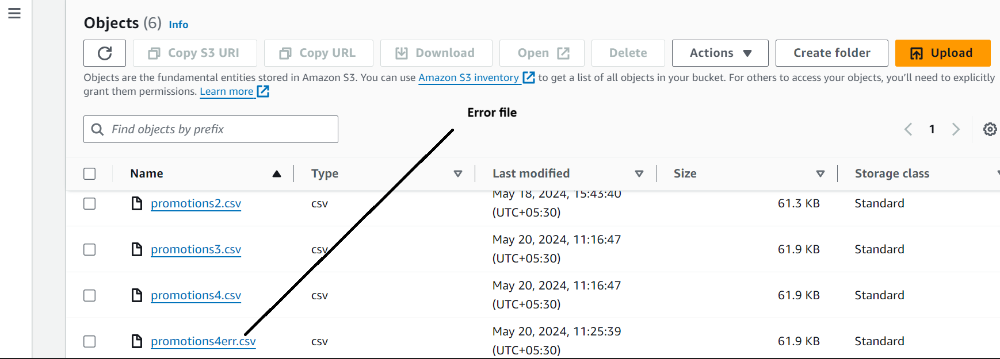 Objects (6) Info
Copy S3 URI Copy URL Download Open Delete Actions Create folder Upload
Objects are the fundamental entities stored in Amazon S3. You can use Amazon S3 inventory to get a list of all objects in your bucket. For others to access your objects, you’ll need to explicitly
grant them permissions. Learn more
Error file
Find objects by prefix
1
Name Type Last modified Size Storage class
promotions2.csv csv May 18, 2024, 15:43:40 (UTC+05:30) 61.3 KB Standard
promotions3.csv csv May 20, 2024, 11:16:47 (UTC+05:30) 61.9 KB Standard
promotions4.csv csv May 20, 2024, 11:16:47 (UTC+05:30) 61.9 KB Standard
promotions4err.csv csv May 20, 2024, 11:25:39 (UTC+05:30) 61.9 KB Standard